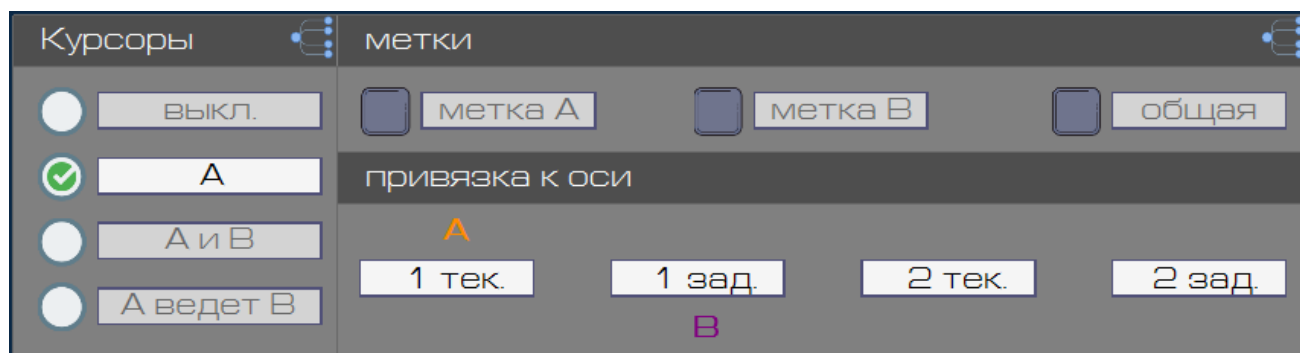 Курсоры
метки
выкл.
метка А
метка В
общая
А
привязка к оси
А и В
А
1 тек.
1 зад.
2 тек.
2 зад.
А ведет В
В